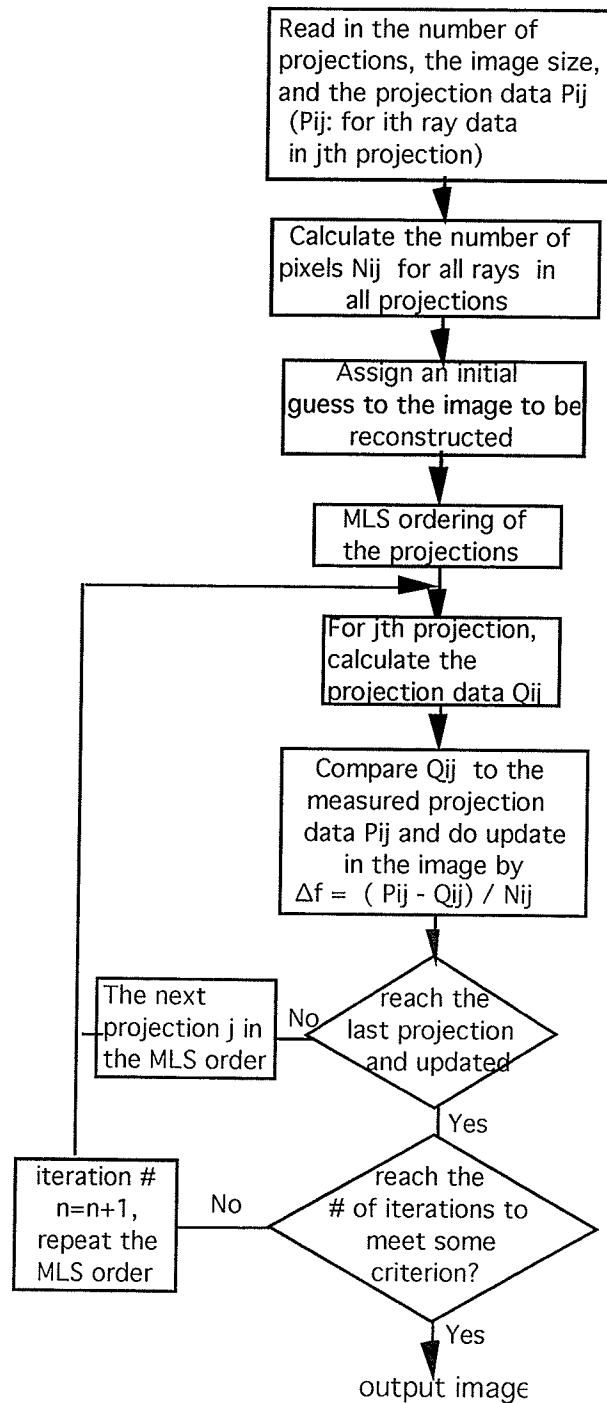 Read in the number of
projections, the image size,
and the projection data Pij
(Pij: for ith ray data
in jth projection)
Calculate the number of
pixels Nij for all rays in
all projections
Assign an initial
guess to the image to be
reconstructed
MLS ordering of
the projections
For jth projection,
calculate the
projection data Qij
Compare Qij to the
measured projection
data Pij and do update
in the image by
Δf = ( Pij - Qij) / Nij
reach the
last projection
and updated
No
The next
projection j in
the MLS order
Yes
reach the
# of iterations to
meet some
criterion?
No
iteration #
n=n+1,
repeat the
MLS order
Yes
output image